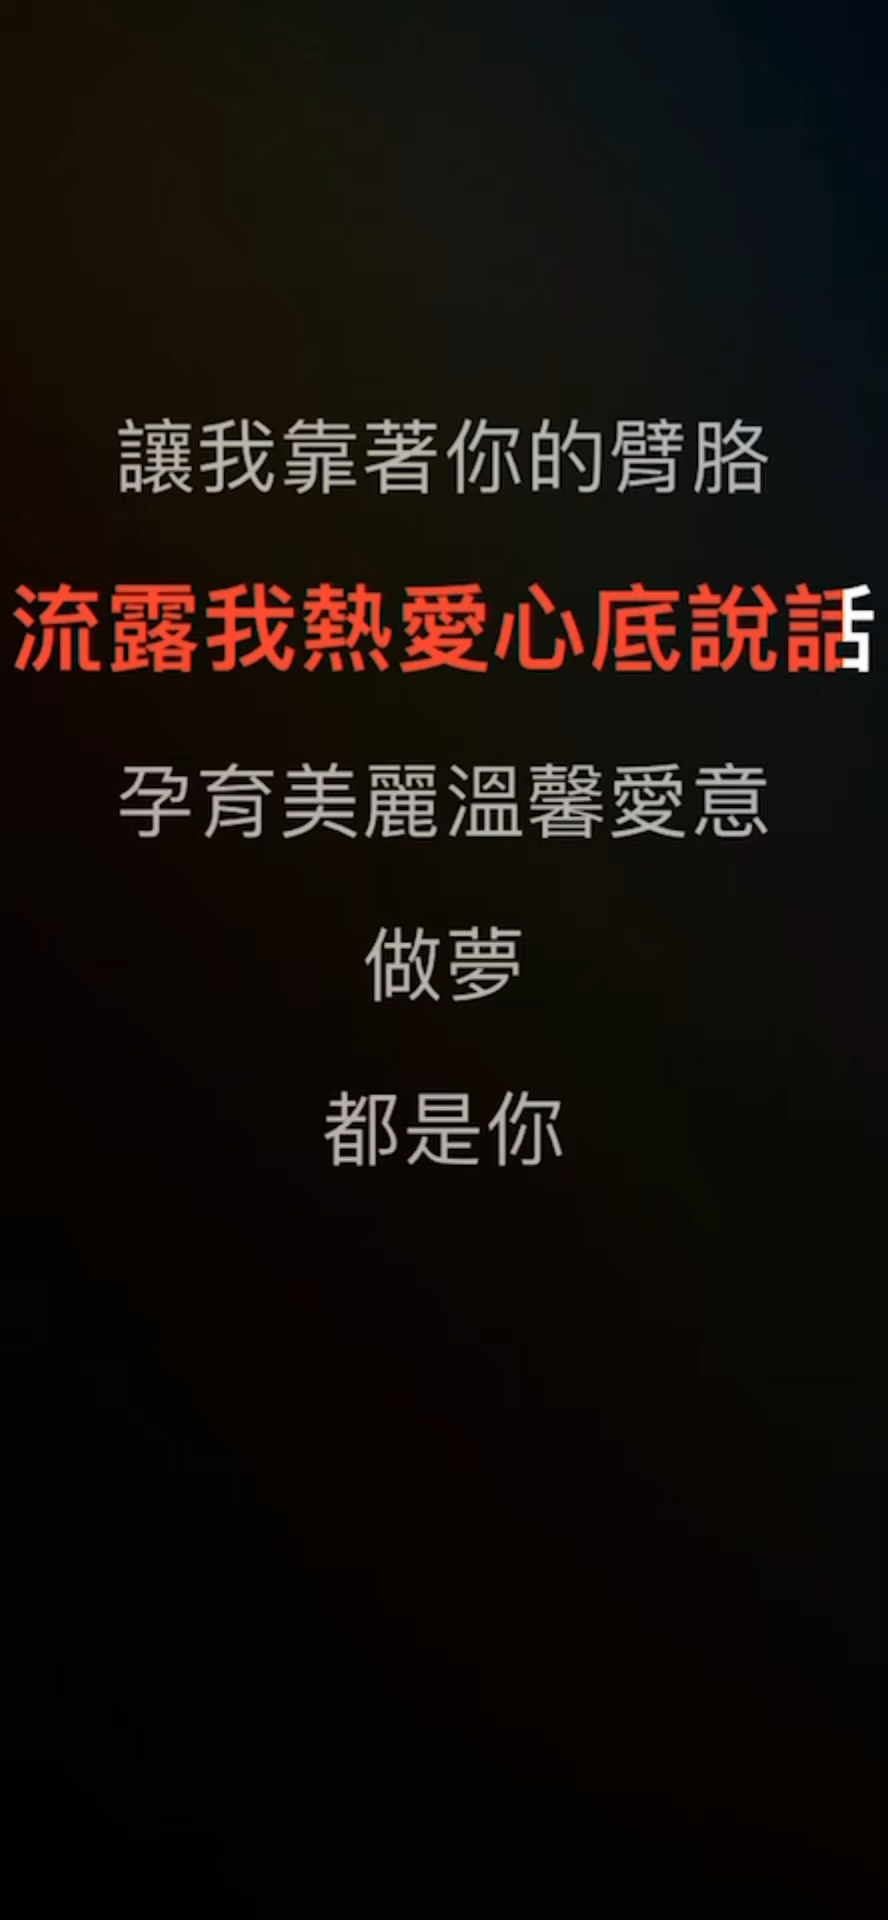 讓我靠著你的臂胳
流露我熱愛心底說話
孕育美麗溫馨愛意
做夢
都是你